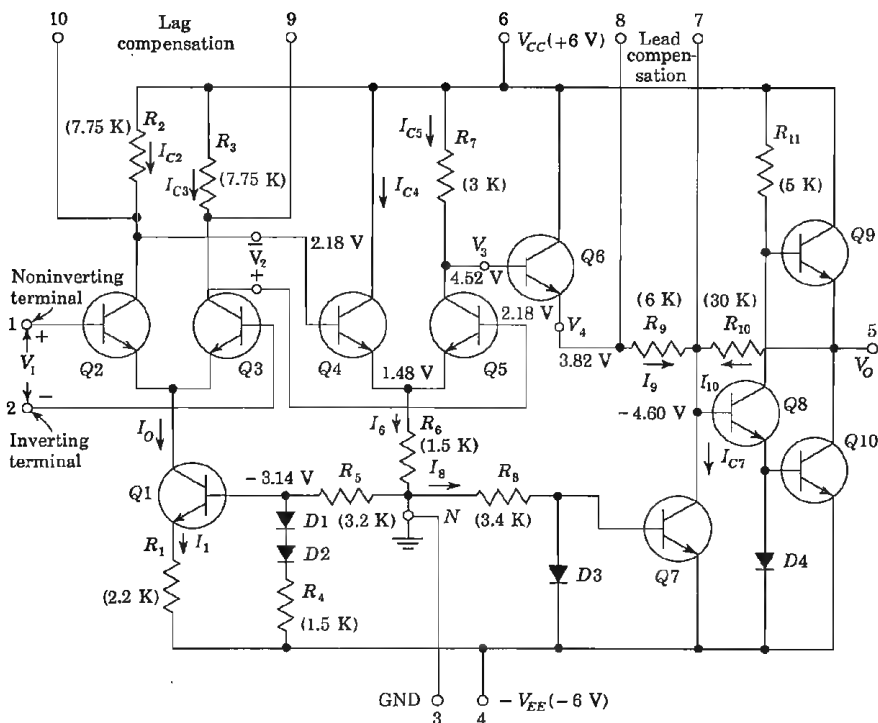 10
Lag
compensation
9
6
V_CC(+6 V)
8
7
Lead
compen-
sation
R_2
(7.75 K)
I_C2
R_3
I_C3
(7.75 K)
I_C4
I_C5
R_7
(3 K)
R_11
(5 K)
Q9
Noninverting
terminal
1
+
V_1
−
2
Inverting
terminal
Q2
Q3
−
V_2
+
2.18 V
Q4
1.48 V
Q5
V_3
4.52 V
Q6
2.18 V
V_4
3.82 V
(6 K)
R_9
I_9
(30 K)
R_10
I_10
5
V_O
−4.60 V
Q8
I_C7
Q10
I_O
Q1
−3.14 V
I_6
R_6
(1.5 K)
R_5
(3.2 K)
I_8
N
R_8
(3.4 K)
R_1
(2.2 K)
I_1
D1
D2
R_4
(1.5 K)
D3
Q7
D4
GND
3
4
−V_EE(−6 V)